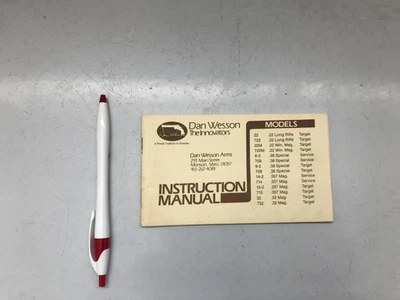 Dan Wesson
The Innovators
Dan Wesson Arms
293 Main Street
Monson, Mass. 01057
413-267-4081
INSTRUCTION
MANUAL
MODELS
22 .22 Long Rifle Target
722 .22 Long Rifle Target
22M .22 Win. Mag. Target
722M .22 Win. Mag. Target
8-2 .38 Special Service
708 .38 Special Service
9-2 .38 Special Target
709 .38 Special Target
14-2 .357 Mag. Service
714 .357 Mag. Service
15-2 .357 Mag. Target
715 .357 Mag. Target
32 .32 Mag. Target
732 .32 Mag. Target